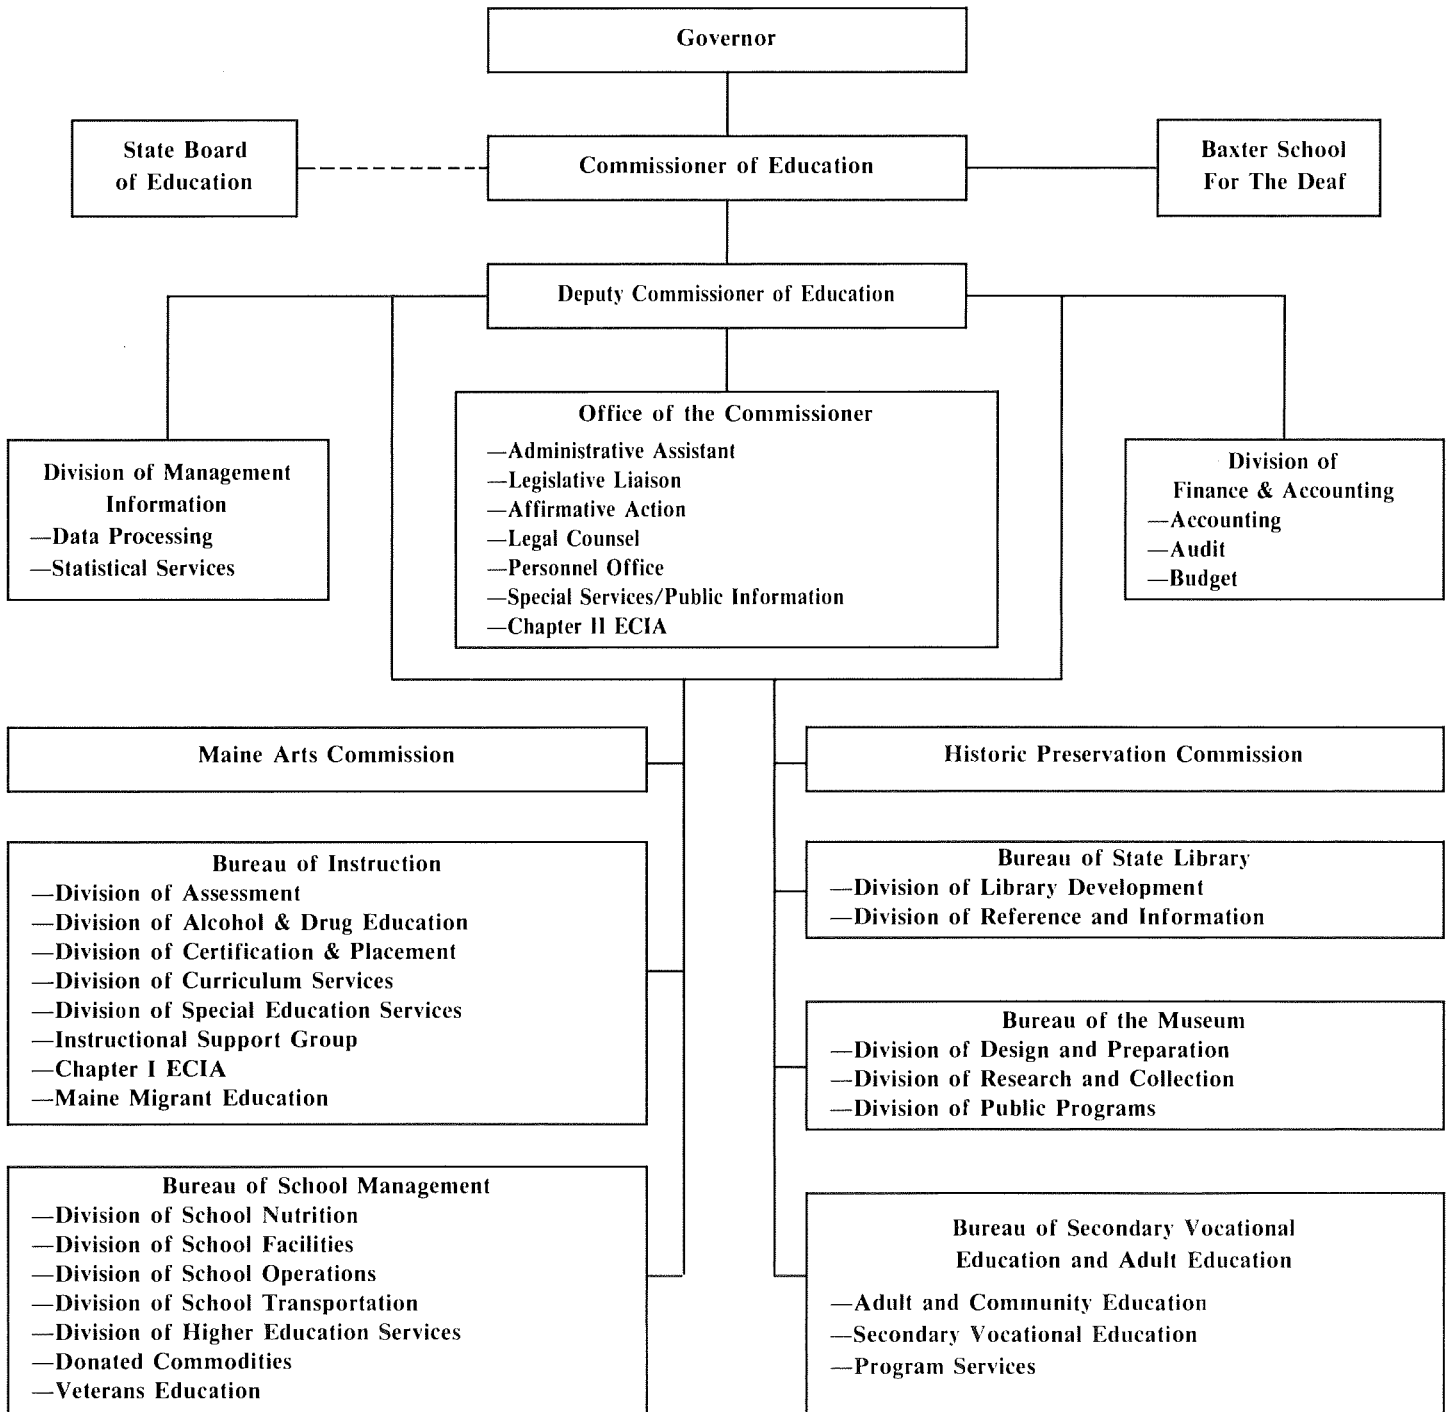 Governor
State Board
of Education
Commissioner of Education
Baxter School
For The Deaf
Deputy Commissioner of Education
Office of the Commissioner
—Administrative Assistant
—Legislative Liaison
—Affirmative Action
—Legal Counsel
—Personnel Office
—Special Services/Public Information
—Chapter II ECIA
Division of Management
Information
—Data Processing
—Statistical Services
Division of
Finance & Accounting
—Accounting
—Audit
—Budget
Maine Arts Commission
Historic Preservation Commission
Bureau of Instruction
—Division of Assessment
—Division of Alcohol & Drug Education
—Division of Certification & Placement
—Division of Curriculum Services
—Division of Special Education Services
—Instructional Support Group
—Chapter I ECIA
—Maine Migrant Education
Bureau of State Library
—Division of Library Development
—Division of Reference and Information
Bureau of the Museum
—Division of Design and Preparation
—Division of Research and Collection
—Division of Public Programs
Bureau of School Management
—Division of School Nutrition
—Division of School Facilities
—Division of School Operations
—Division of School Transportation
—Division of Higher Education Services
—Donated Commodities
—Veterans Education
Bureau of Secondary Vocational
Education and Adult Education
—Adult and Community Education
—Secondary Vocational Education
—Program Services